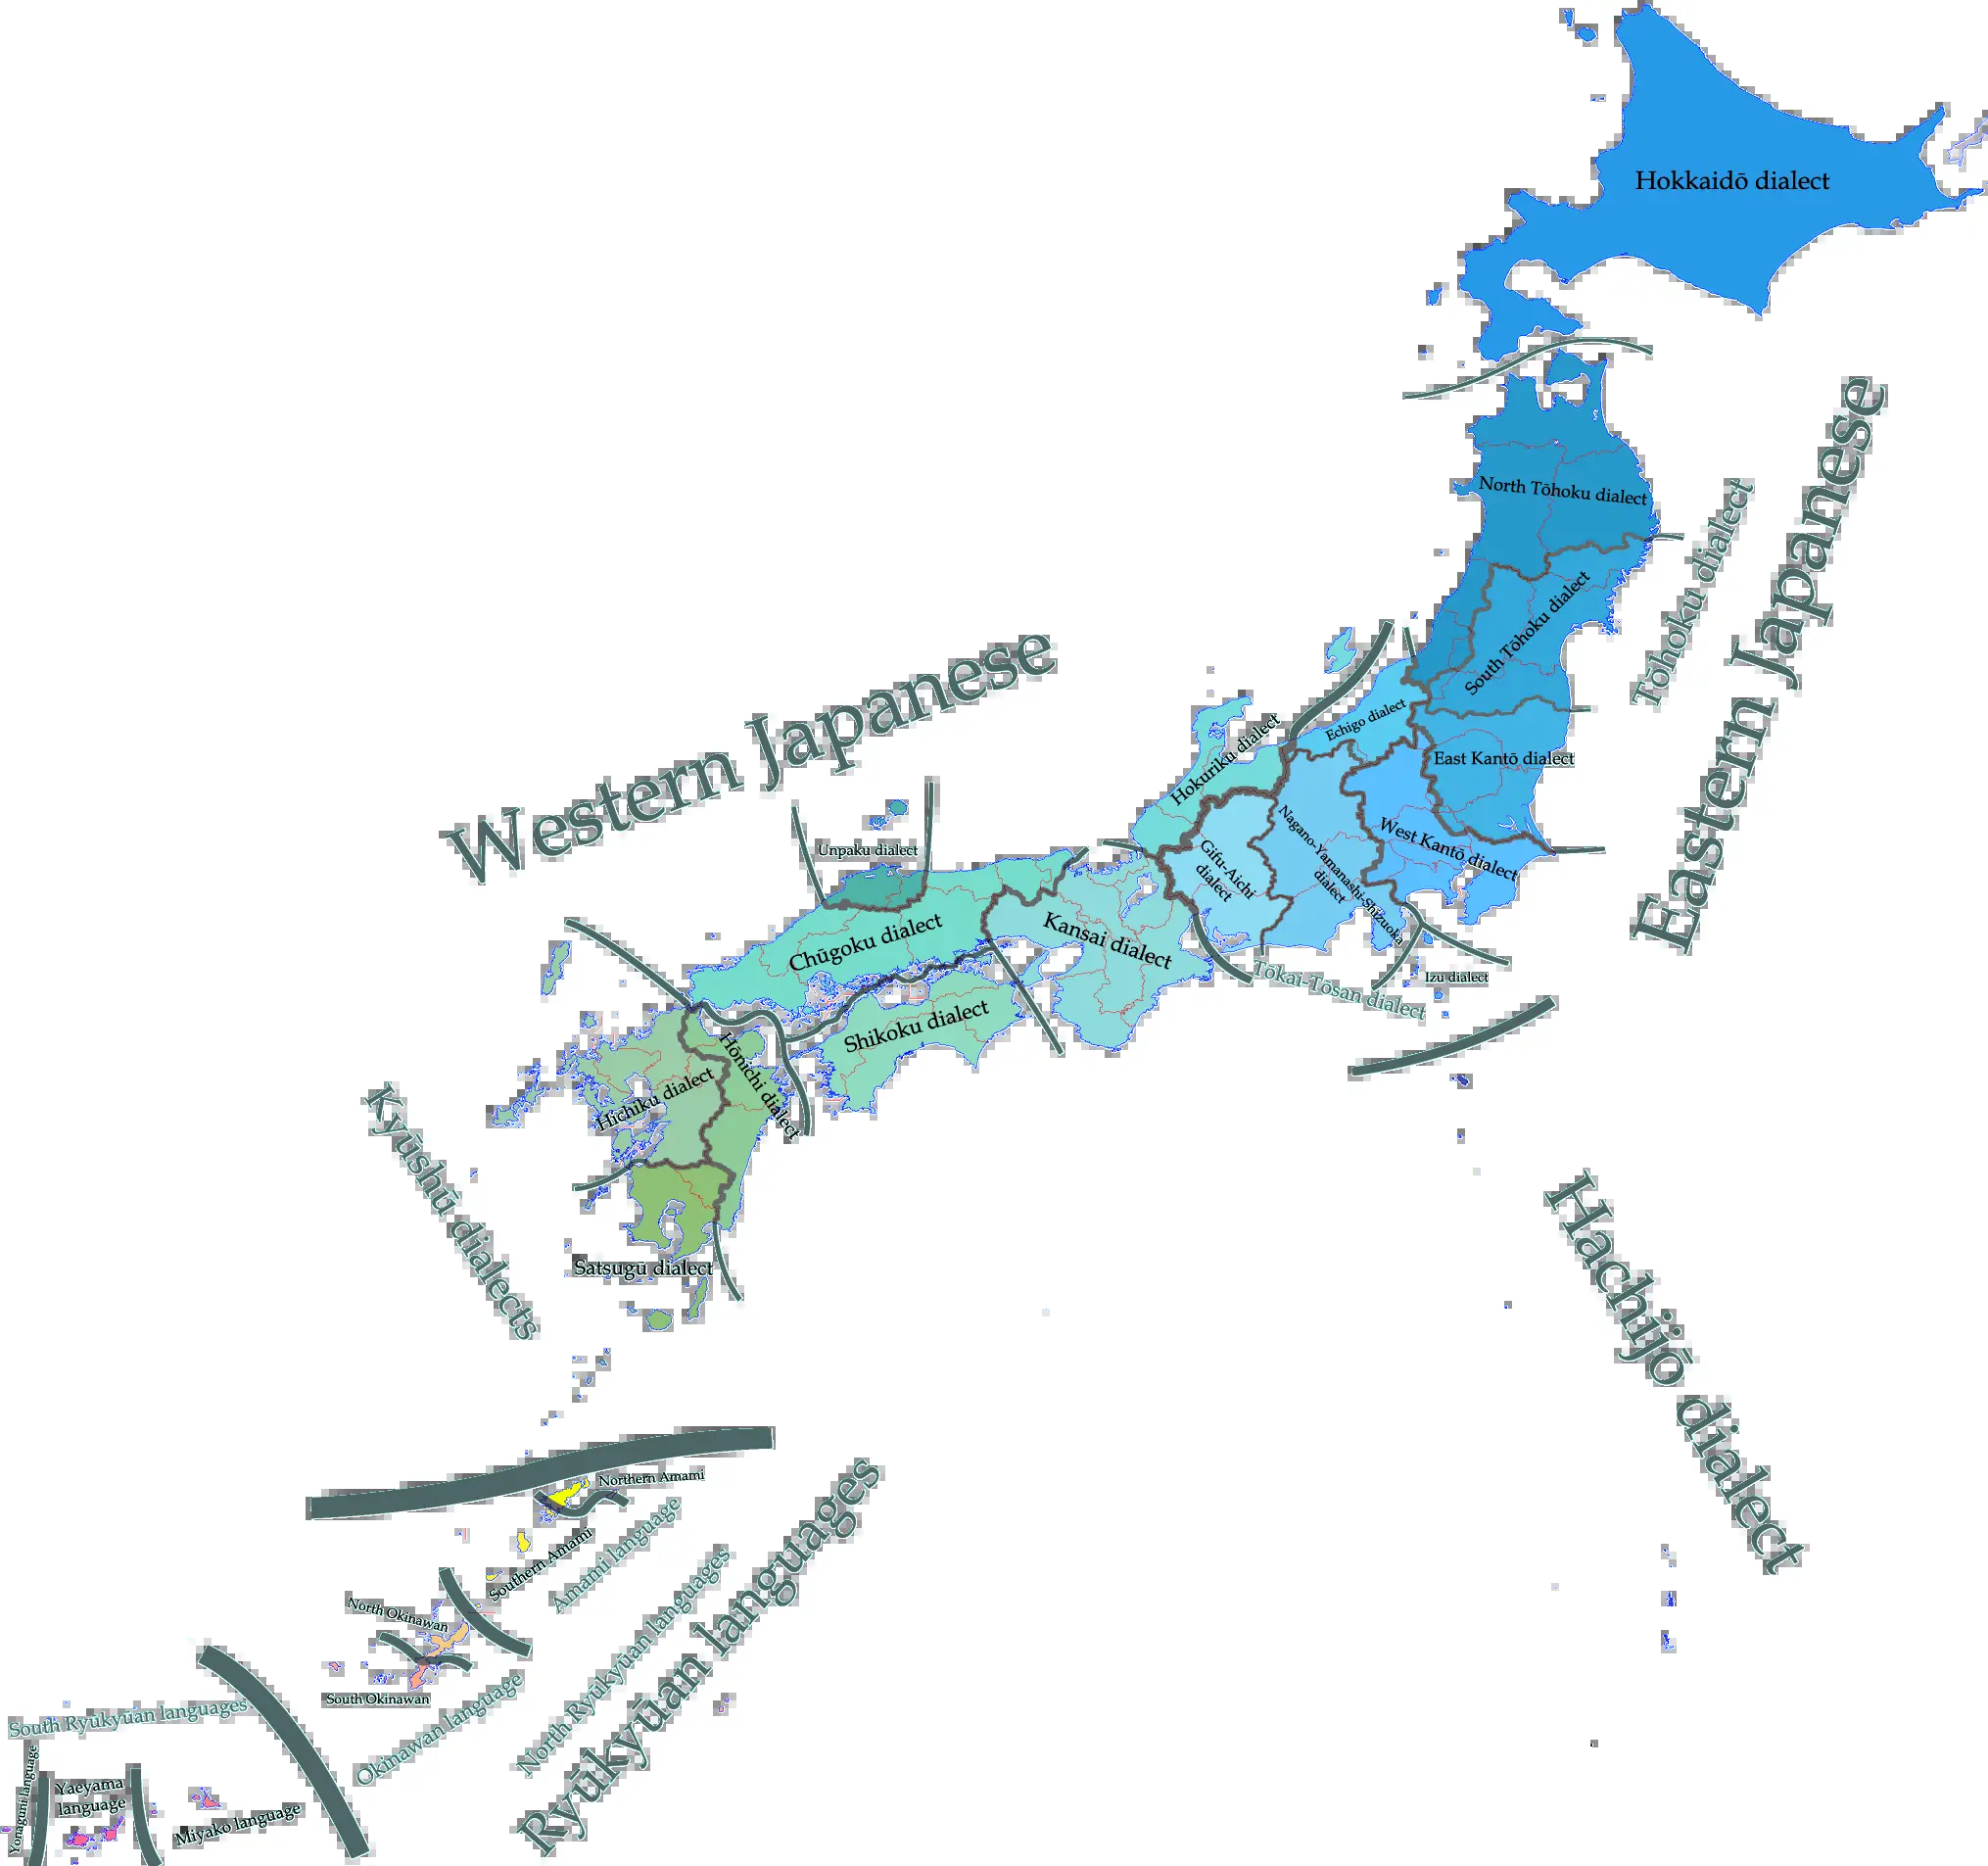 Hokkaidō dialect
North Tōhoku dialect
South Tōhoku dialect
Tōhoku dialect
Eastern Japanese
Western Japanese
Echigo dialect
Hokuriku dialect
East Kantō dialect
West Kantō dialect
Nagano-Yamanashi-Shizuoka
dialect
Gifu-Aichi
dialect
Unpaku dialect
Chūgoku dialect
Kansai dialect
Tōkai-Tōsan dialect
Izu dialect
Shikoku dialect
Hōnichi dialect
Hichiku dialect
Kyūshū dialects
Satsugū dialect
Hachijō dialect
Northern Amami
Southern Amami
Amami language
North Okinawan
South Okinawan
Okinawan language
North Ryūkyūan languages
Ryūkyūan languages
South Ryūkyūan languages
Yonaguni language
Yaeyama
language
Miyako language